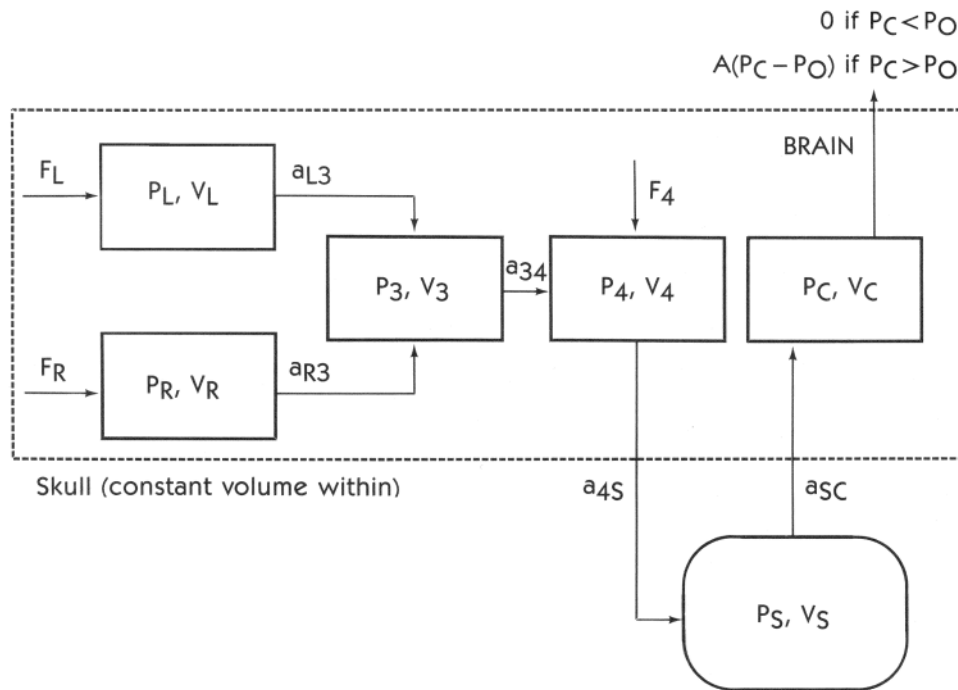 0 if PC<PO
A(PC – PO) if PC>PO
BRAIN
FL
PL, VL
aL3
F4
P3, V3
a34
P4, V4
PC, VC
FR
PR, VR
aR3
Skull (constant volume within)
a4S
aSC
PS, VS